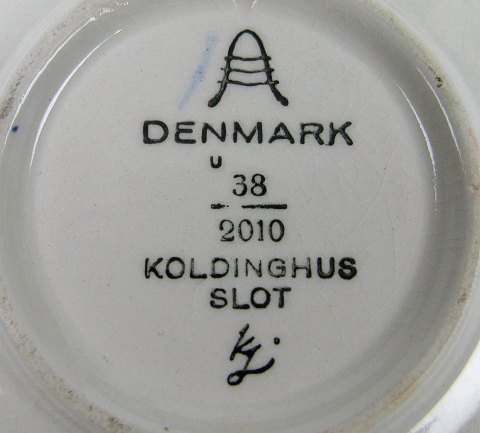 DENMARK
U
38
2010
KOLDINGHUS
SLOT